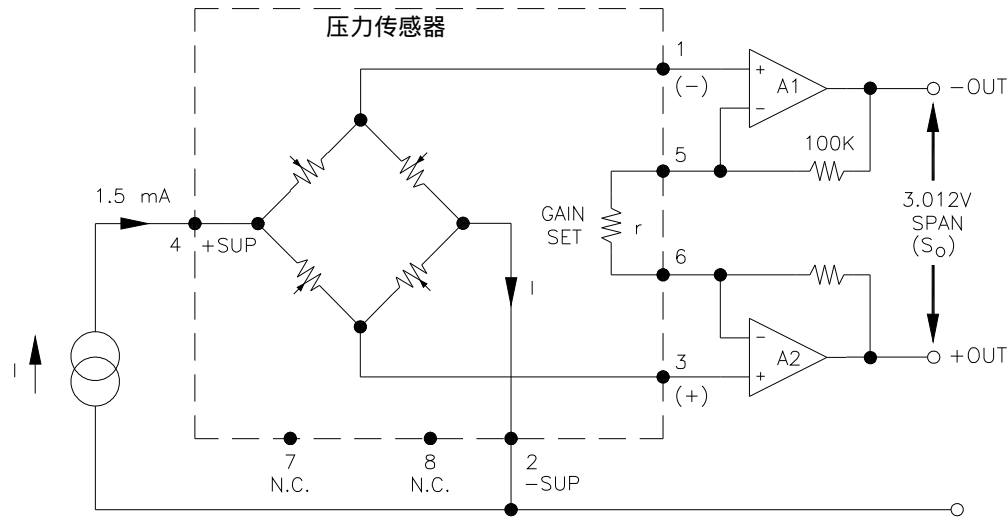 压力传感器
1
(-)
A1
+
-
-OUT
100K
5
1.5 mA
4
+SUP
GAIN
SET
r
3.012V
SPAN
(So)
6
I
I
-
+
A2
+OUT
3
(+)
7
N.C.
8
N.C.
2
-SUP